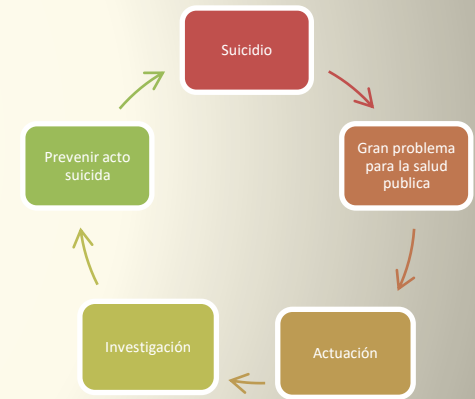 Suicidio
Gran problema
para la salud
publica
Actuación
Investigación
Prevenir acto
suicida